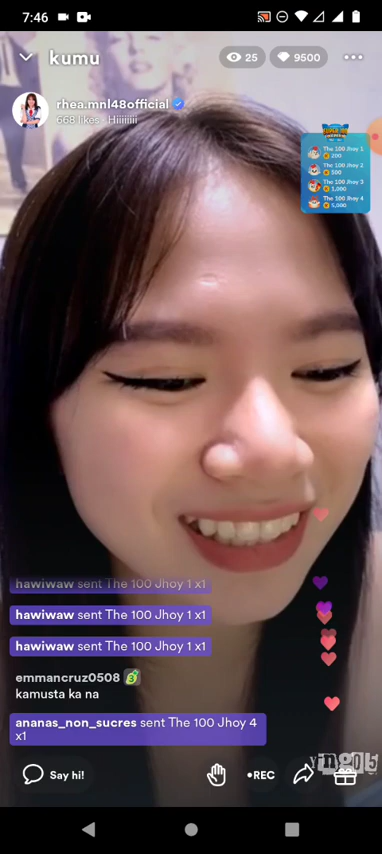 7:46
kumu
25
9500
rhea.mnl48official
668 likes · Hiiiiiiii
The 100 Jhoy 1
200
The 100 Jhoy 2
500
The 100 Jhoy 3
1,000
The 100 Jhoy 4
5,000
hawiwaw sent The 100 Jhoy 1 x1
hawiwaw sent The 100 Jhoy 1 x1
hawiwaw sent The 100 Jhoy 1 x1
emmancruz0508 3
kamusta ka na
ananas_non_sucres sent The 100 Jhoy 4
x1
Say hi!
•REC